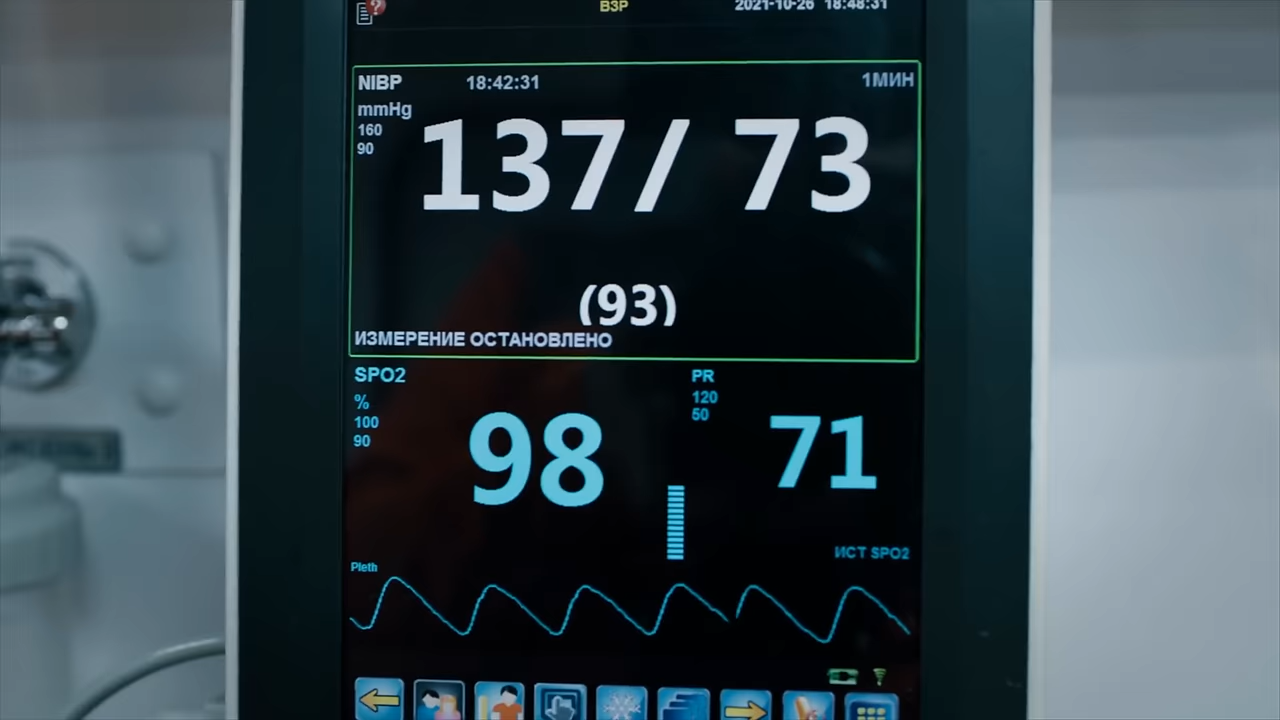 ВЗР 2021-10-26 18:48:31
NIBP 18:42:31 1МИН
mmHg
160
90
137/ 73
(93)
ИЗМЕРЕНИЕ ОСТАНОВЛЕНО
SPO2
%
100
90
98
PR
120
50
71
ИСТ SPO2
Pleth